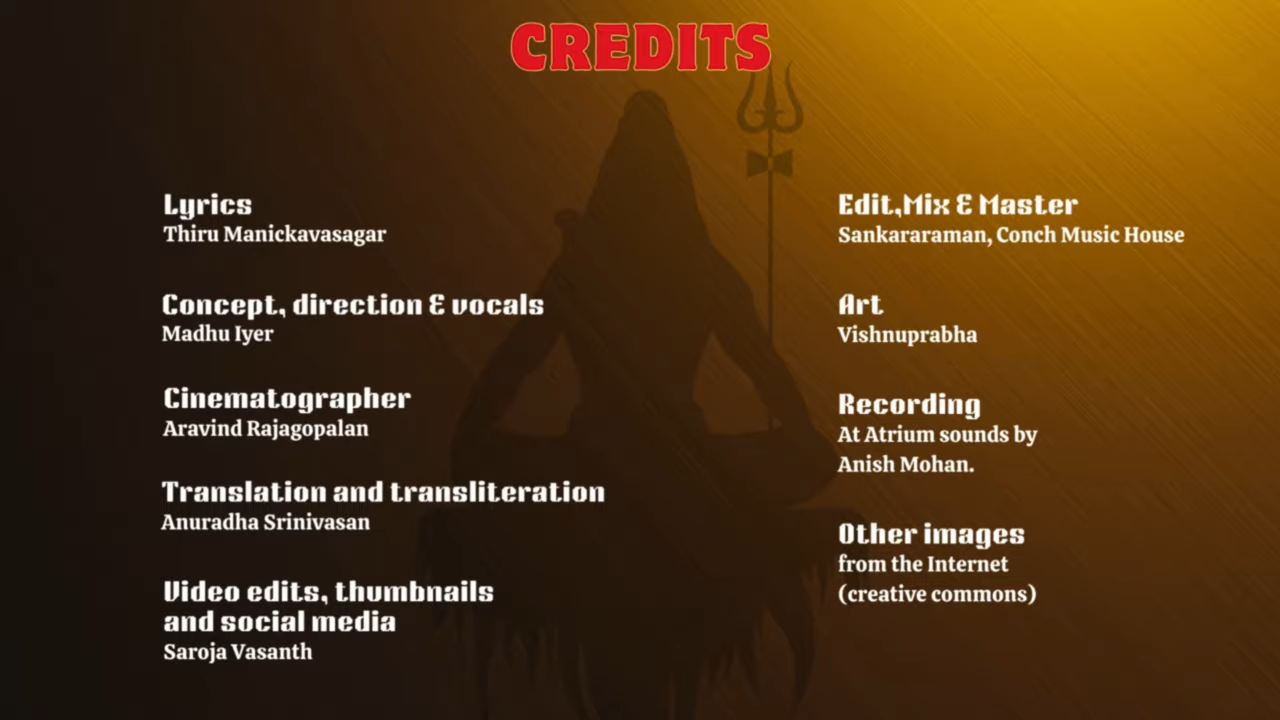 CREDITS
Lyrics
Thiru Manickavasagar
Concept, direction & vocals
Madhu Iyer
Cinematographer
Aravind Rajagopalan
Translation and transliteration
Anuradha Srinivasan
Video edits, thumbnails
and social media
Saroja Vasanth
Edit,Mix & Master
Sankararaman, Conch Music House
Art
Vishnuprabha
Recording
At Atrium sounds by
Anish Mohan.
Other images
from the Internet
(creative commons)